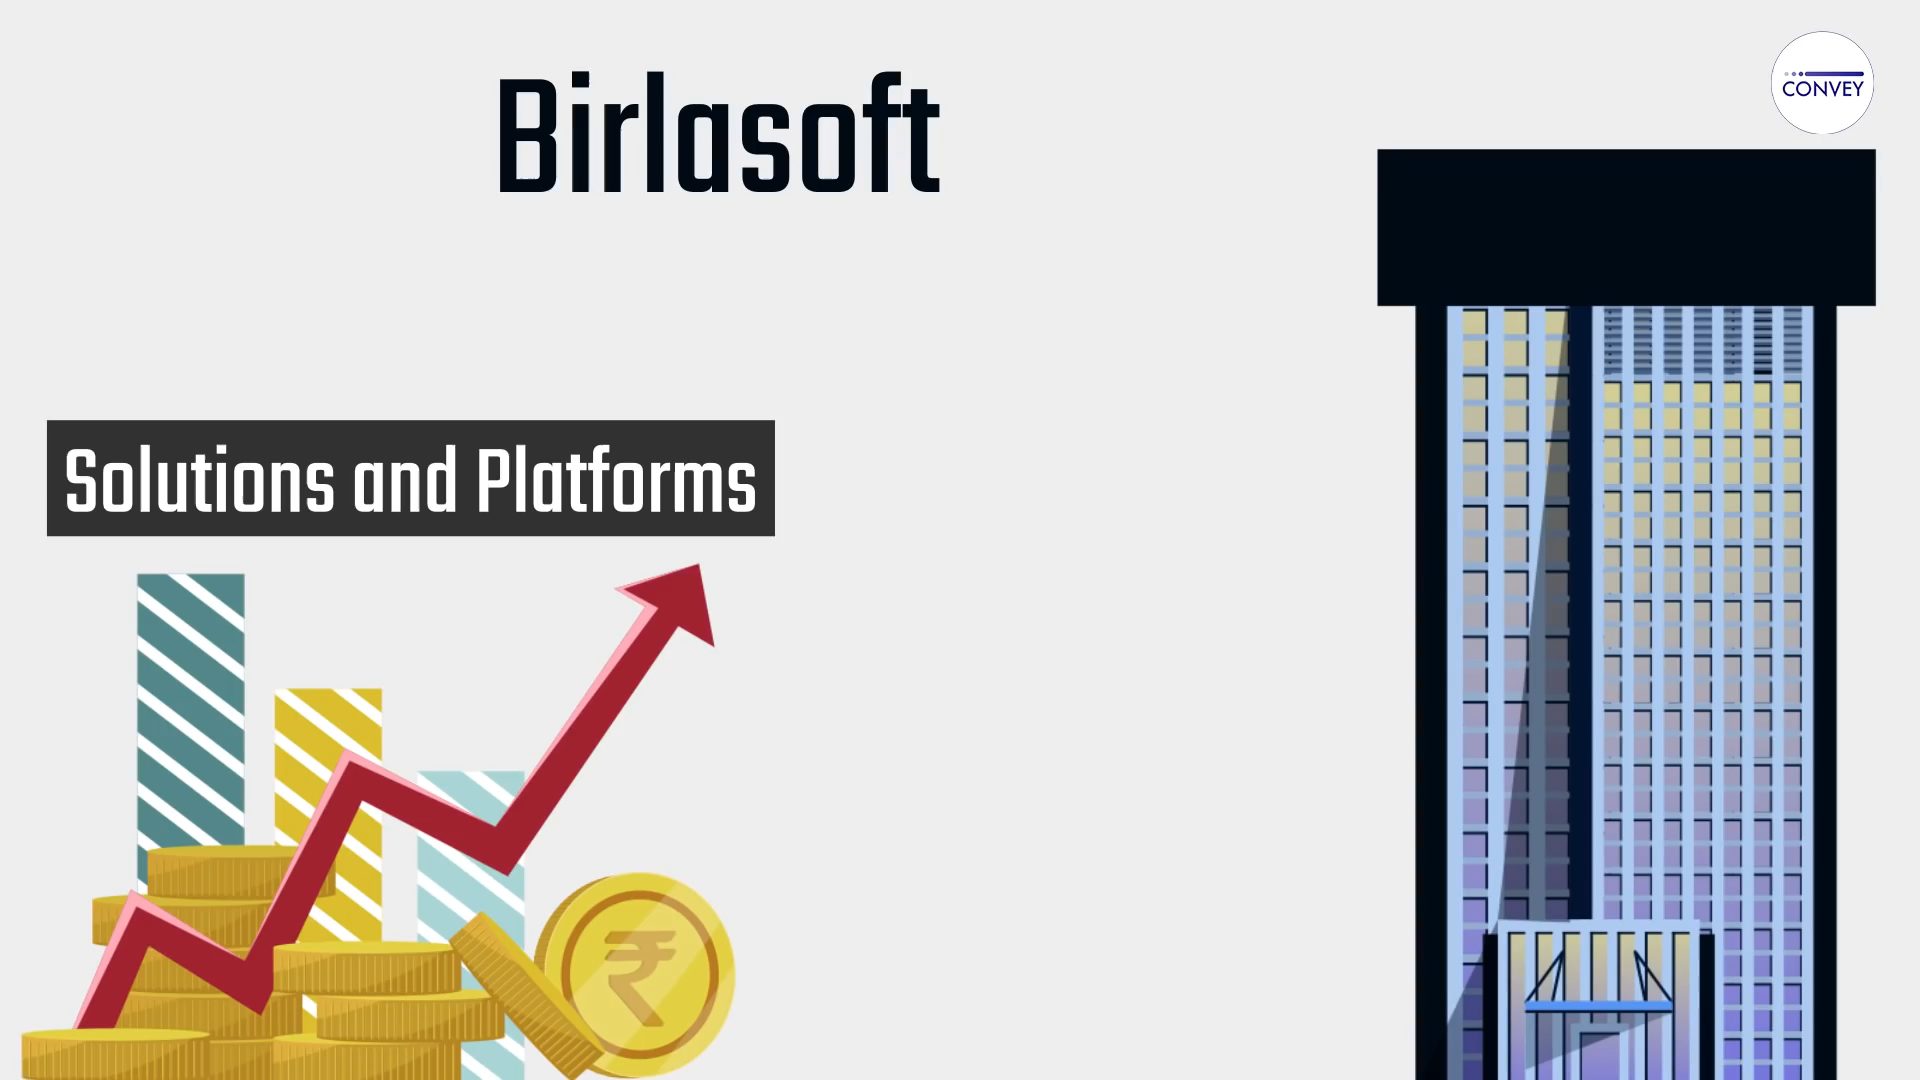 Birlasoft
CONVEY
Solutions and Platforms
₹